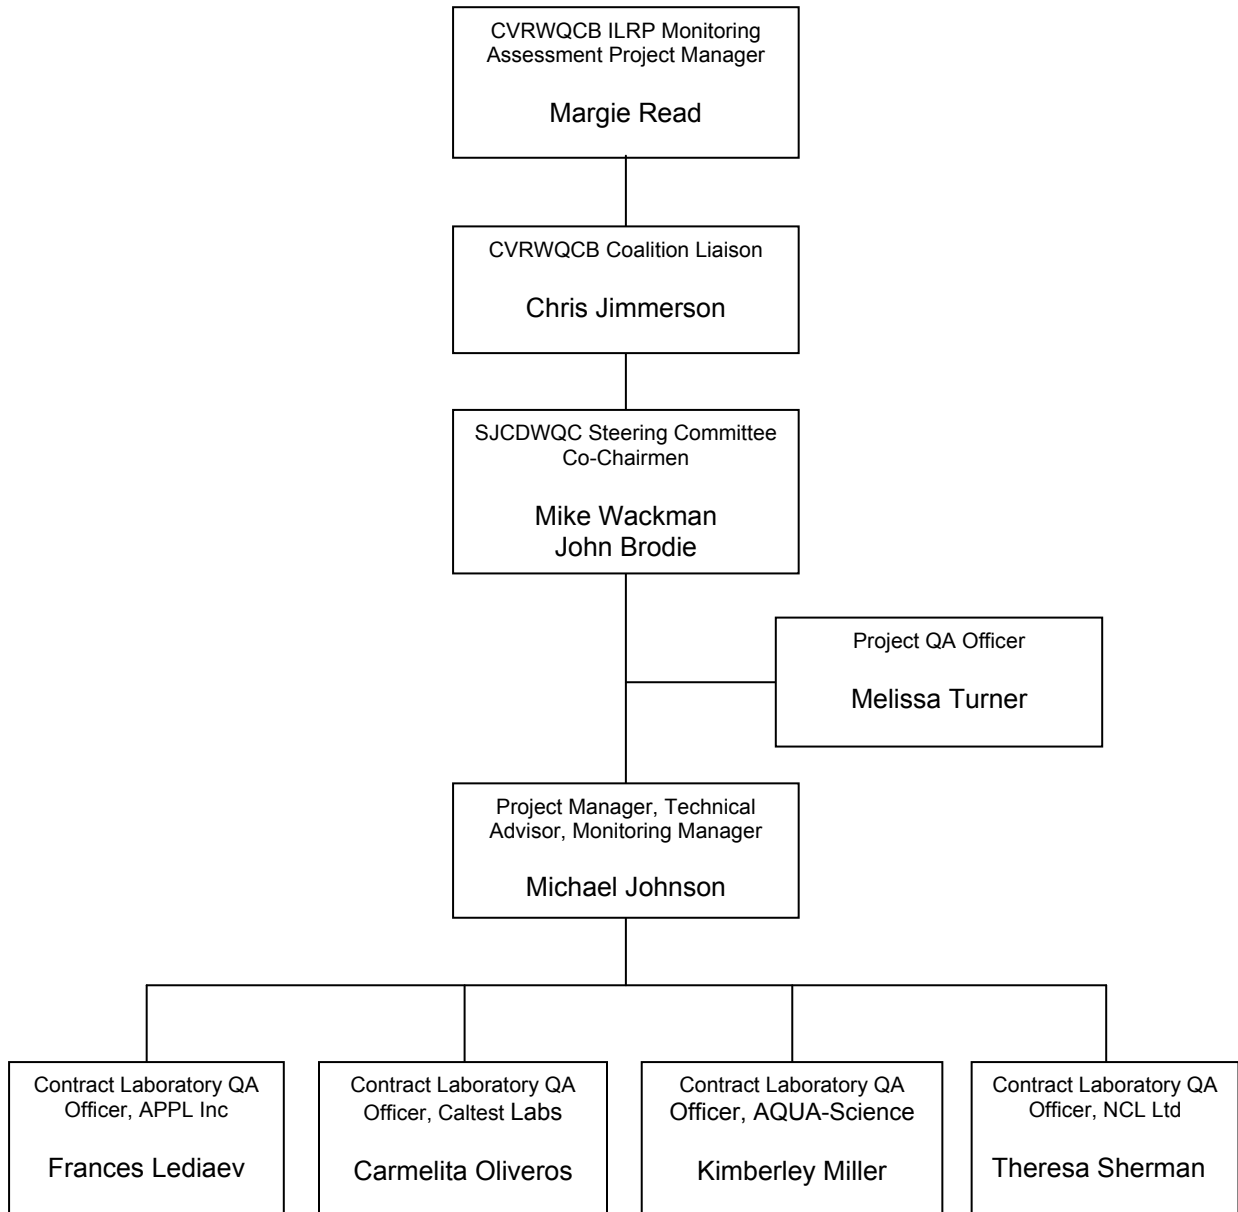 CVRWQCB ILRP Monitoring
Assessment Project Manager
Margie Read
CVRWQCB Coalition Liaison
Chris Jimmerson
SJCDWQC Steering Committee
Co-Chairmen
Mike Wackman
John Brodie
Project QA Officer
Melissa Turner
Project Manager, Technical
Advisor, Monitoring Manager
Michael Johnson
Contract Laboratory QA
Officer, APPL Inc
Frances Lediaev
Contract Laboratory QA
Officer, Caltest Labs
Carmelita Oliveros
Contract Laboratory QA
Officer, AQUA-Science
Kimberley Miller
Contract Laboratory QA
Officer, NCL Ltd
Theresa Sherman